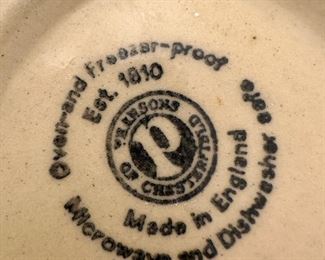 Oven-and Freezer-proof
Est. 1810
PEARSONS
OF CHESTERFIELD
Made in England
Microwave and Dishwasher safe